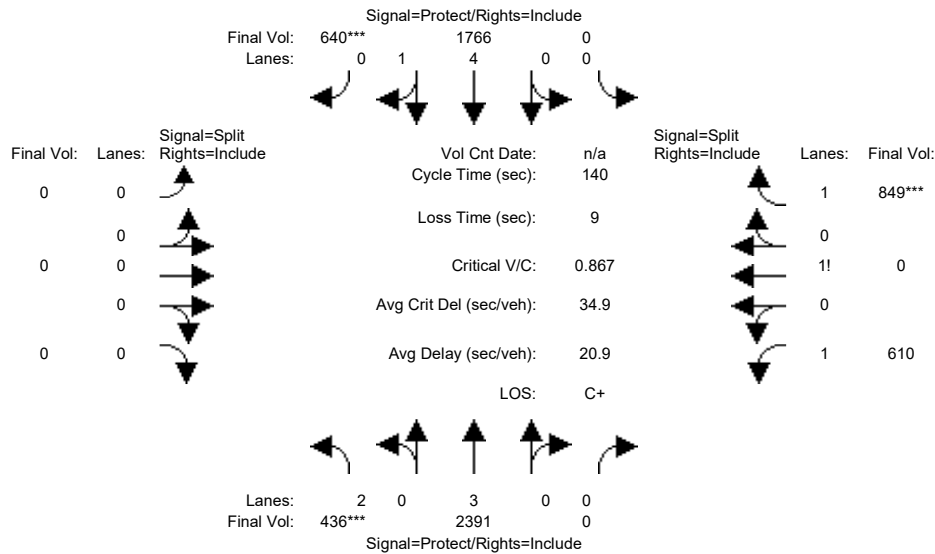 Signal=Protect/Rights=Include
Final Vol: 640*** 1766 0
Lanes: 0 1 4 0 0
Signal=Split
Final Vol: Lanes: Rights=Include
Vol Cnt Date: n/a
Signal=Split
Rights=Include Lanes: Final Vol:
Cycle Time (sec): 140
0 0
1 849***
Loss Time (sec): 9
0
0
0 0
Critical V/C: 0.867
1! 0
0
Avg Crit Del (sec/veh): 34.9
0
0 0
Avg Delay (sec/veh): 20.9
1 610
LOS: C+
Lanes: 2 0 3 0 0
Final Vol: 436*** 2391 0
Signal=Protect/Rights=Include